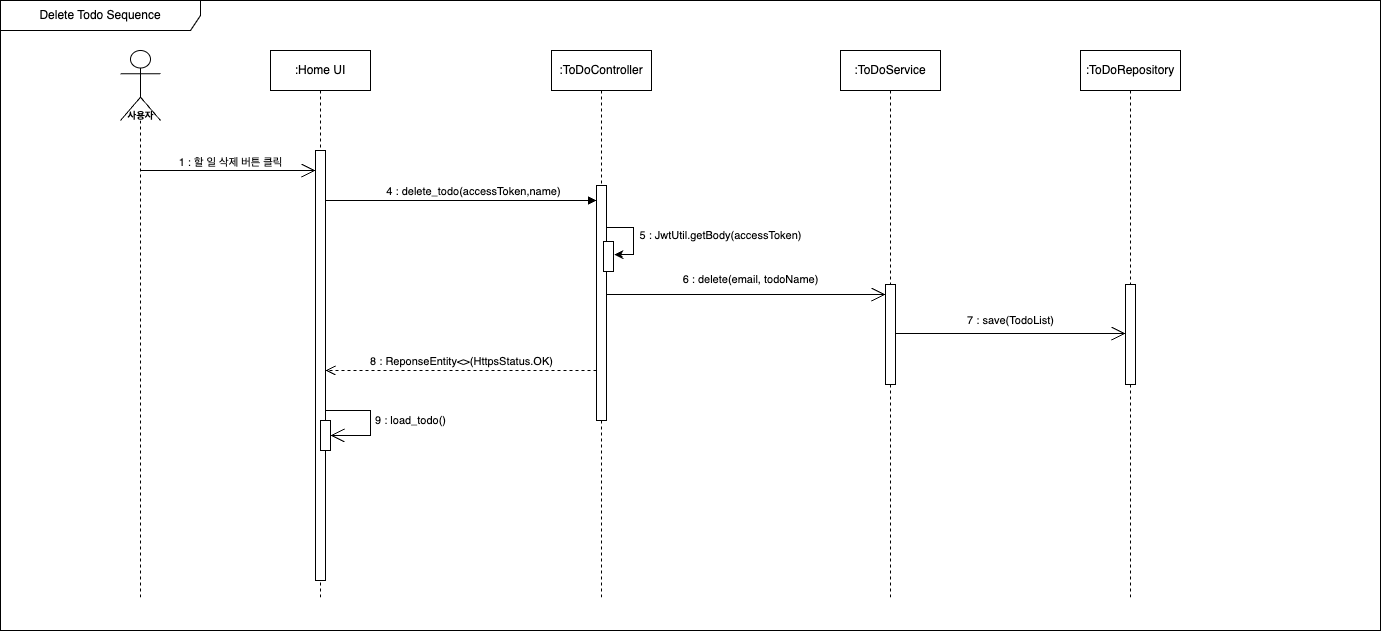 Delete Todo Sequence
:Home UI
:ToDoController
:ToDoService
:ToDoRepository
사용자
1 : 할 일 삭제 버튼 클릭
4 : delete_todo(accessToken,name)
5 : JwtUtil.getBody(accessToken)
6 : delete(email, todoName)
7 : save(TodoList)
8 : ReponseEntity<>(HttpsStatus.OK)
9 : load_todo()